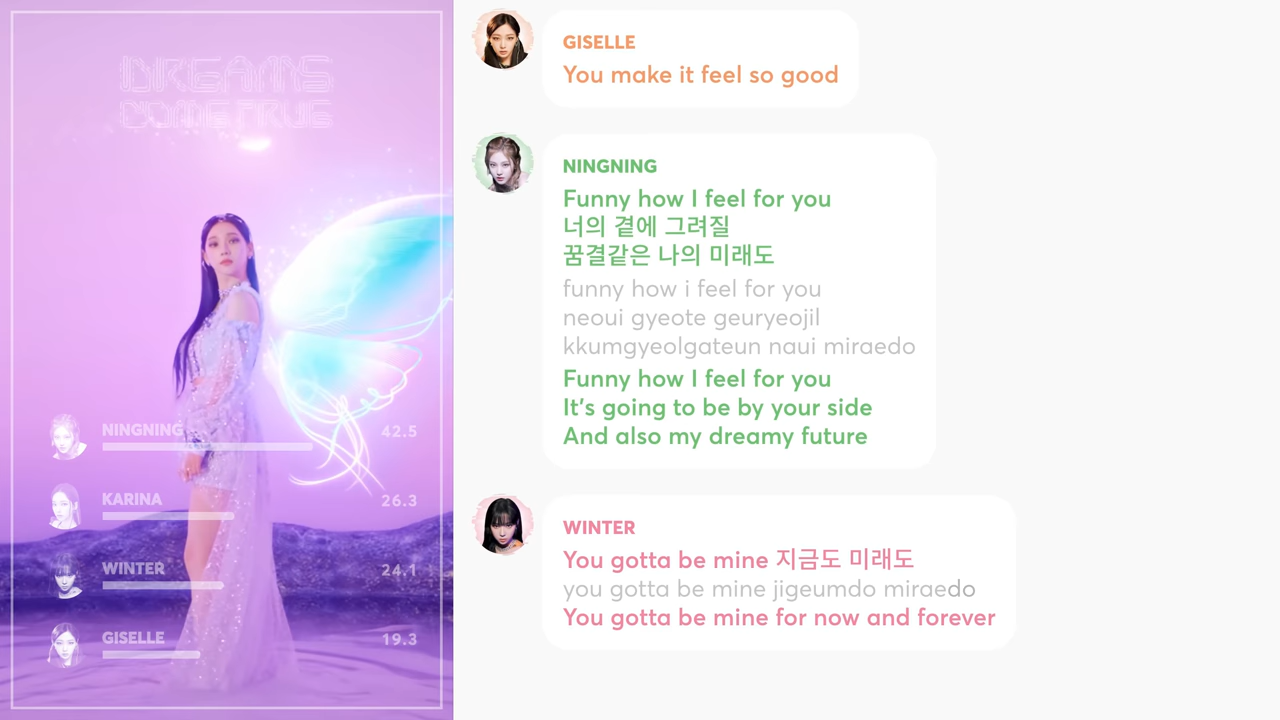 DREAMS
COME TRUE
NINGNING 42.5
KARINA 26.3
WINTER 24.1
GISELLE 19.3
GISELLE
You make it feel so good
NINGNING
Funny how I feel for you
너의 곁에 그려질
꿈결같은 나의 미래도
funny how i feel for you
neoui gyeote geuryeojil
kkumgyeolgateun naui miraedo
Funny how I feel for you
It's going to be by your side
And also my dreamy future
WINTER
You gotta be mine 지금도 미래도
you gotta be mine jigeumdo miraedo
You gotta be mine for now and forever